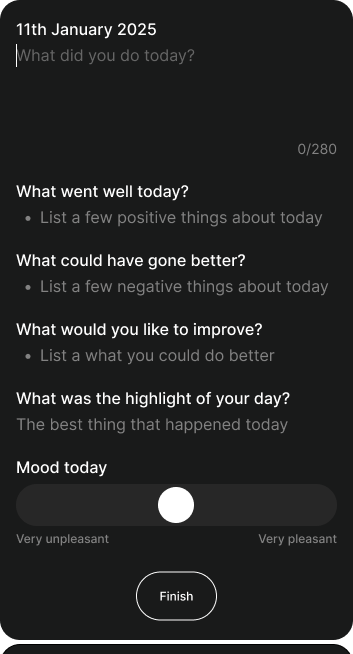 11th January 2025
What did you do today?
0/280
What went well today?
• List a few positive things about today
What could have gone better?
• List a few negative things about today
What would you like to improve?
• List a what you could do better
What was the highlight of your day?
The best thing that happened today
Mood today
Very unpleasant
Very pleasant
Finish